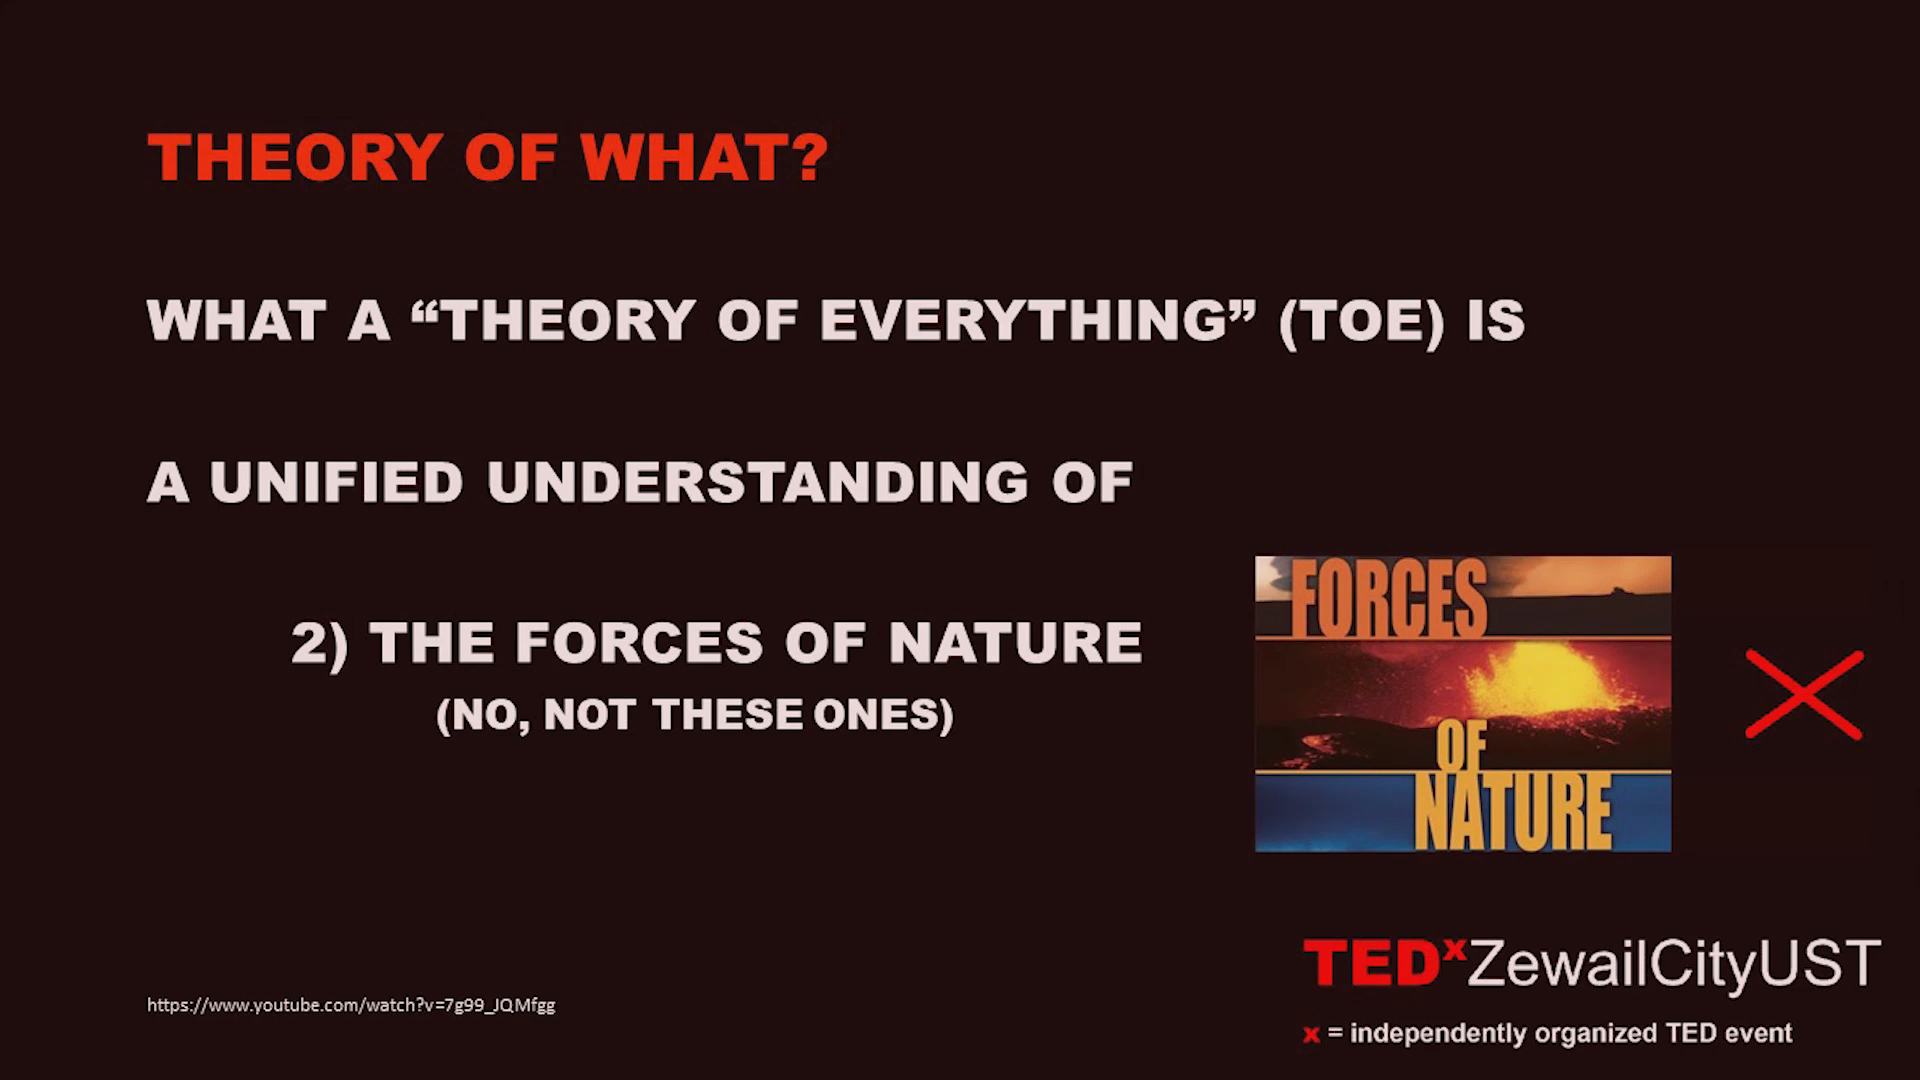 THEORY OF WHAT?
WHAT A “THEORY OF EVERYTHING” (TOE) IS
A UNIFIED UNDERSTANDING OF
2) THE FORCES OF NATURE
(NO, NOT THESE ONES)
FORCES
OF
NATURE
TEDxZewailCityUST
x = independently organized TED event
https://www.youtube.com/watch?v=7g99_JQMfgg